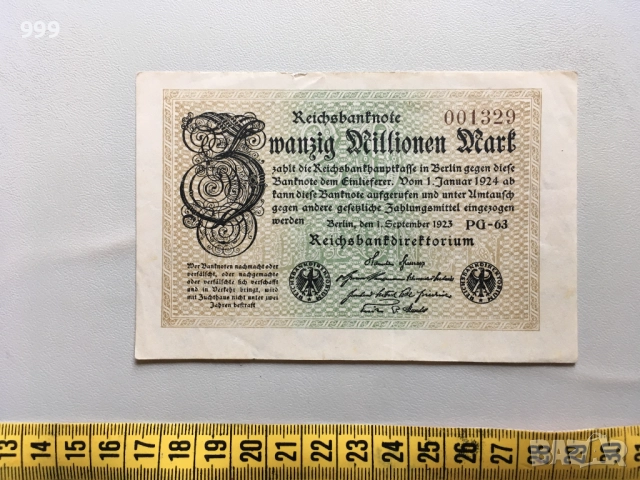 999
Reichsbanknote 001329
Zwanzig Millionen Mark
zahlt die Reichsbankhauptkasse in Berlin gegen diese
Banknote dem Einlieferer. Vom 1. Januar 1924 ab
kann diese Banknote aufgerufen und unter Umtausch
gegen andere gesetzliche Zahlungsmittel eingezogen
werden Berlin, den 1. September 1923 PG-63
Reichsbankdirektorium
Wer Banknoten nachmacht oder
verfälscht, oder nachgemachte
oder verfälschte sich verschafft
und in Verkehr bringt, wird
mit Zuchthaus nicht unter zwei
Jahren bestraft
13 14 15 16 17 18 19 20 21 22 23 24 25 26 27 28 29 30 31